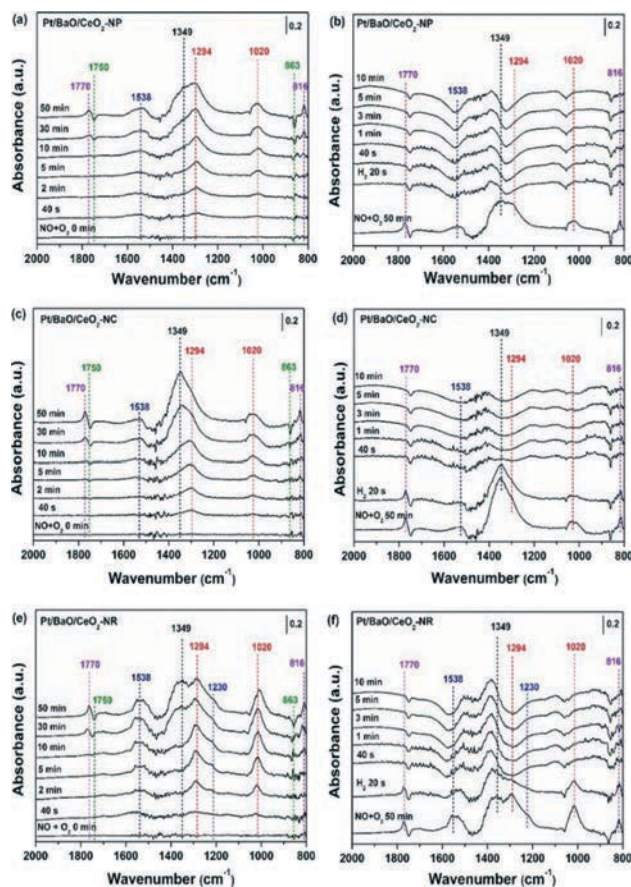 (a) Pt/BaO/CeO₂-NP
1770
1750
1538
1349
1294
1020
863
816
0.2
50 min
30 min
10 min
5 min
2 min
40 s
NO+O₂ 0 min
Absorbance (a.u.)
2000 1800 1600 1400 1200 1000 800
Wavenumber (cm⁻¹)
(b) Pt/BaO/CeO₂-NP
1770
1538
1349
1294
1020
816
0.2
10 min
5 min
3 min
1 min
40 s
H₂ 20 s
NO+O₂ 50 min
Absorbance (a.u.)
2000 1800 1600 1400 1200 1000 800
Wavenumber (cm⁻¹)
(c) Pt/BaO/CeO₂-NC
1770
1750
1538
1349
1294
1020
863
816
0.2
50 min
30 min
10 min
5 min
2 min
40 s
NO+O₂ 0 min
Absorbance (a.u.)
2000 1800 1600 1400 1200 1000 800
Wavenumber (cm⁻¹)
(d) Pt/BaO/CeO₂-NC
1770
1538
1349
1294
1020
816
0.2
10 min
5 min
3 min
1 min
40 s
H₂ 20 s
NO+O₂ 50 min
Absorbance (a.u.)
2000 1800 1600 1400 1200 1000 800
Wavenumber (cm⁻¹)
(e) Pt/BaO/CeO₂-NR
1770
1750
1538
1349
1294
1230
1020
863
816
0.2
50 min
30 min
10 min
5 min
2 min
40 s
NO + O₂ 0 min
Absorbance (a.u.)
2000 1800 1600 1400 1200 1000 800
Wavenumber (cm⁻¹)
(f) Pt/BaO/CeO₂-NR
1770
1538
1349
1294
1230
1020
816
0.2
10 min
5 min
3 min
1 min
40 s
H₂ 20 s
NO+O₂ 50 min
Absorbance (a.u.)
2000 1800 1600 1400 1200 1000 800
Wavenumber (cm⁻¹)